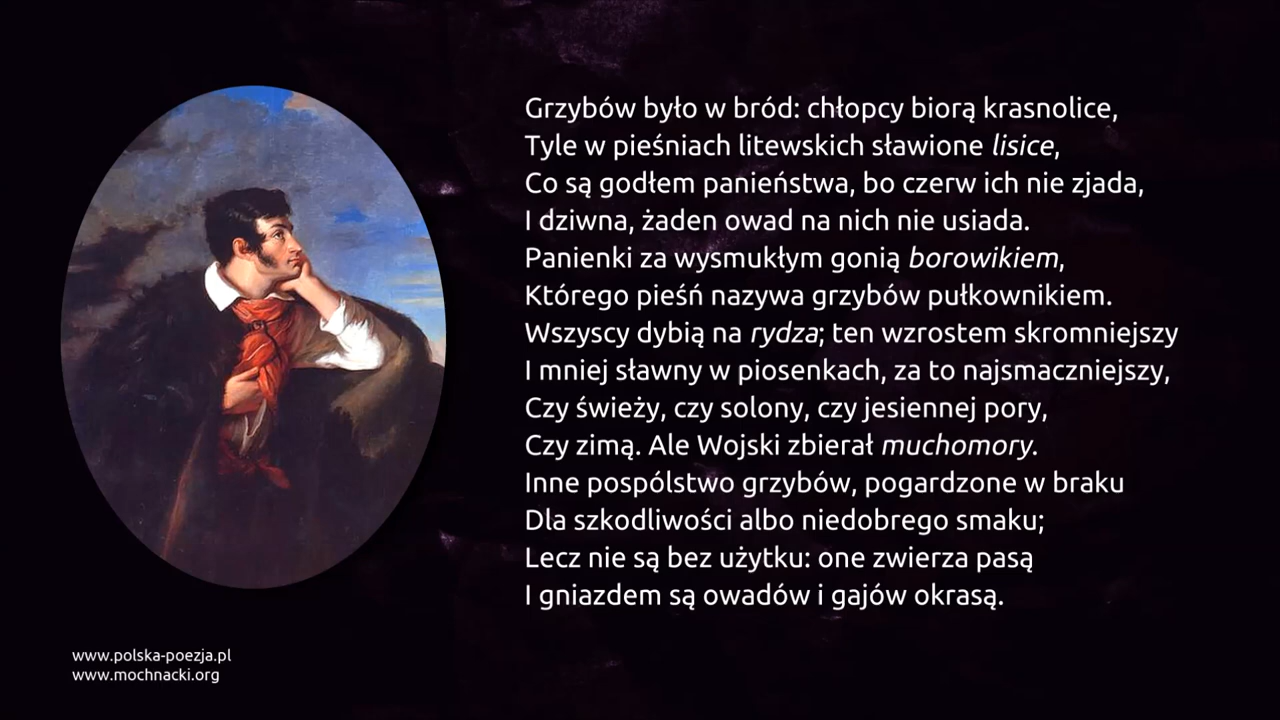 Grzybów było w bród: chłopcy biorą krasnolice,
Tyle w pieśniach litewskich sławione lisice,
Co są godłem panieństwa, bo czerw ich nie zjada,
I dziwna, żaden owad na nich nie usiada.
Panienki za wysmukłym gonią borowikiem,
Którego pieśń nazywa grzybów pułkownikiem.
Wszyscy dybią na rydza; ten wzrostem skromniejszy
I mniej sławny w piosenkach, za to najsmaczniejszy,
Czy świeży, czy solony, czy jesiennej pory,
Czy zimą. Ale Wojski zbierał muchomory.
Inne pospólstwo grzybów, pogardzone w braku
Dla szkodliwości albo niedobrego smaku;
Lecz nie są bez użytku: one zwierza pasą
I gniazdem są owadów i gajów okrasą.
www.polska-poezja.pl
www.mochnacki.org